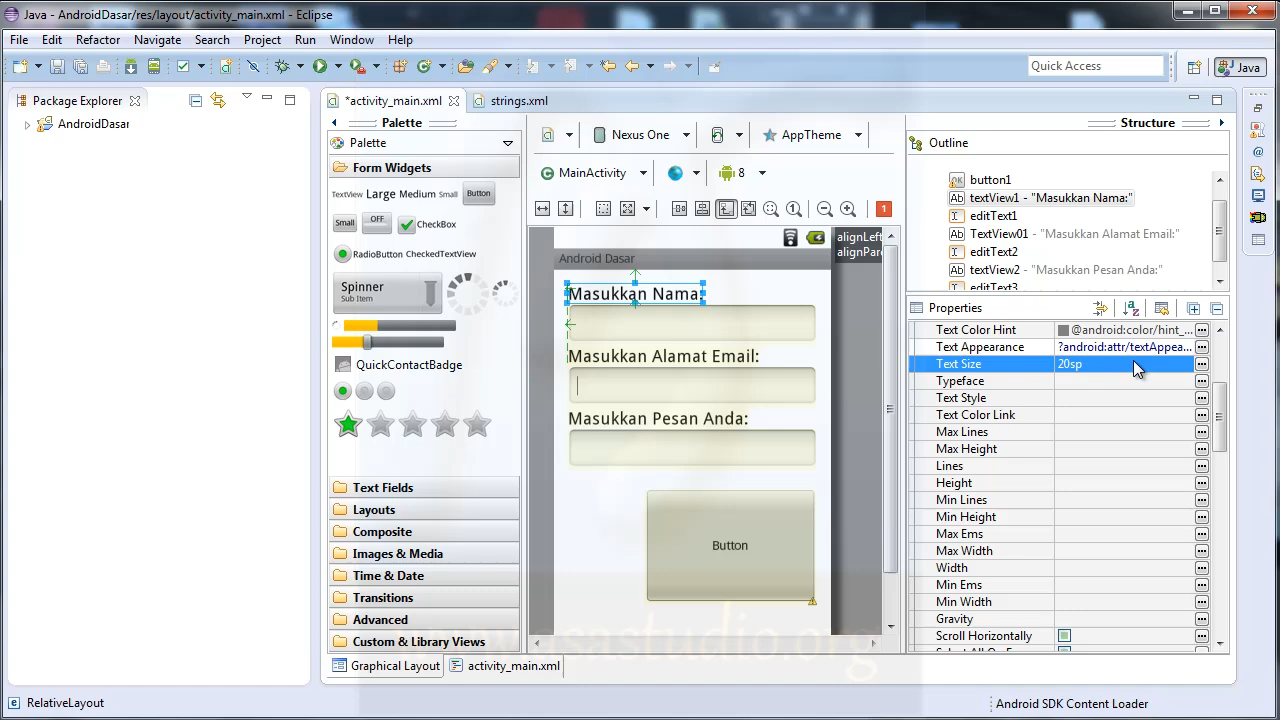 Java - AndroidDasar/res/layout/activity_main.xml - Eclipse
File Edit Refactor Navigate Search Project Run Window Help
Quick Access
Java
Package Explorer
AndroidDasar
*activity_main.xml
strings.xml
Palette
Palette
Form Widgets
TextView Large Medium Small Button
Small OFF CheckBox
RadioButton CheckedTextView
Spinner
Sub Item
QuickContactBadge
Text Fields
Layouts
Composite
Images & Media
Time & Date
Transitions
Advanced
Custom & Library Views
Graphical Layout
activity_main.xml
Nexus One
AppTheme
MainActivity
8
1
alignLeft
alignPare
Android Dasar
Masukkan Nama:
Masukkan Alamat Email:
Masukkan Pesan Anda:
Button
Structure
Outline
button1
textView1 - "Masukkan Nama:"
editText1
TextView01 - "Masukkan Alamat Email:"
editText2
textView2 - "Masukkan Pesan Anda:"
editText3
Properties
Text Color Hint @android:color/hint_...
Text Appearance ?android:attr/textAppea...
Text Size 20sp
Typeface
Text Style
Text Color Link
Max Lines
Max Height
Lines
Height
Min Lines
Min Height
Max Ems
Max Width
Width
Min Ems
Min Width
Gravity
Scroll Horizontally
RelativeLayout
Android SDK Content Loader